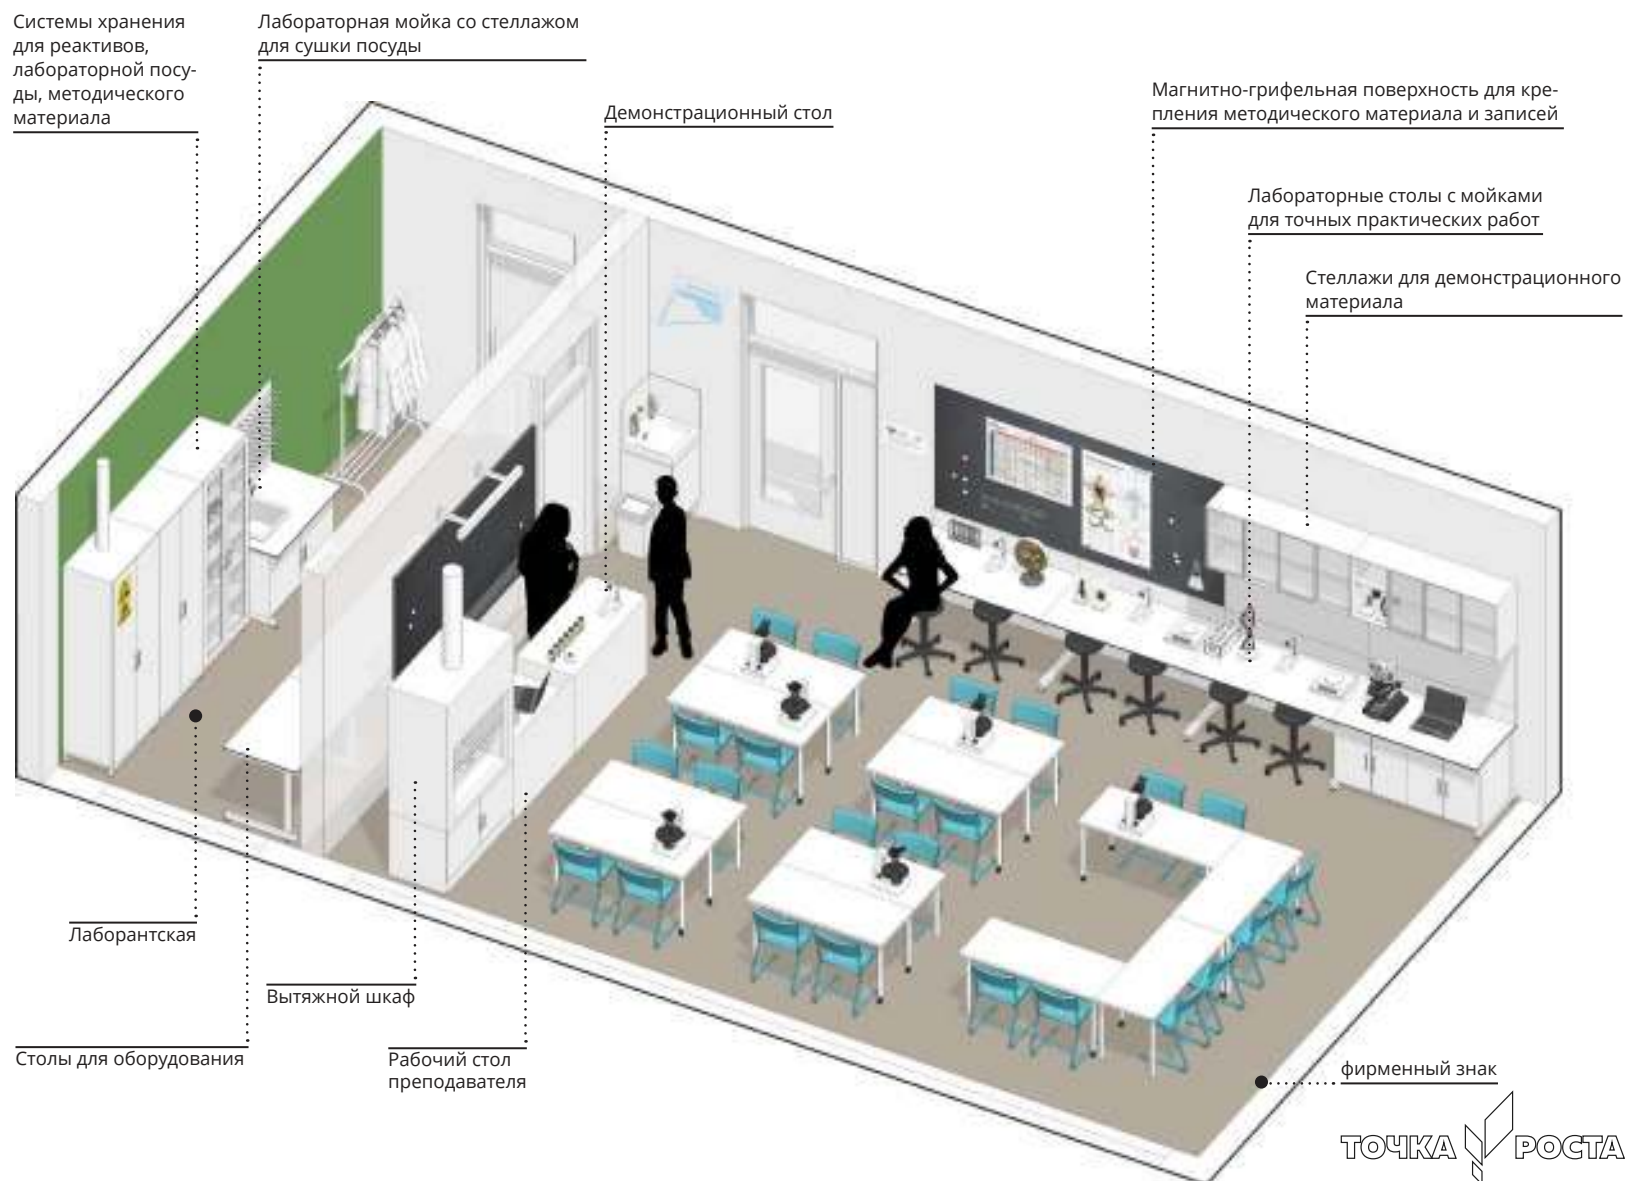 Системы хранения
для реактивов,
лабораторной посу-
ды, методического
материала
Лабораторная мойка со стеллажом
для сушки посуды
Демонстрационный стол
Магнитно-грифельная поверхность для кре-
пления методического материала и записей
Лабораторные столы с мойками
для точных практических работ
Стеллажи для демонстрационного
материала
Лаборантская
Вытяжной шкаф
Столы для оборудования
Рабочий стол
преподавателя
фирменный знак
ТОЧКА РОСТА